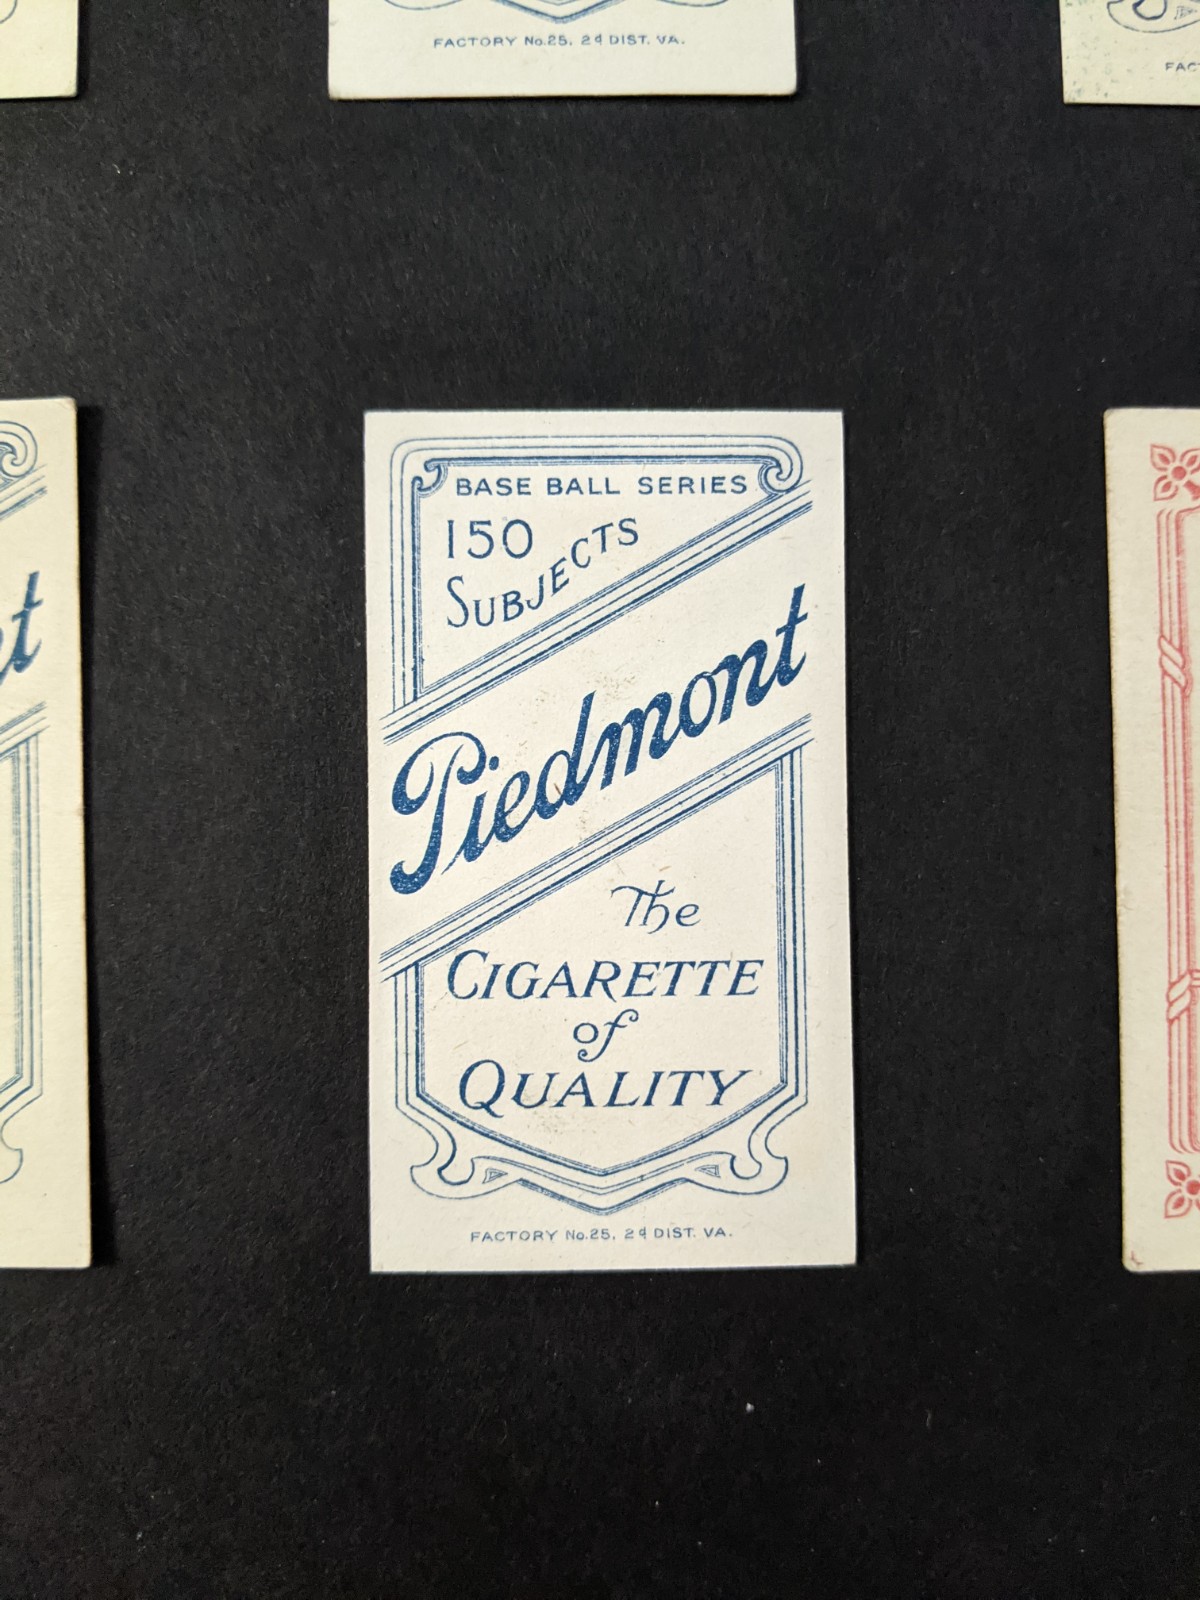 FACTORY No.25, 2d DIST. VA.
FAC
BASE BALL SERIES
150
SUBJECTS
Piedmont
The
CIGARETTE
of
QUALITY
FACTORY No.25, 2d DIST. VA.